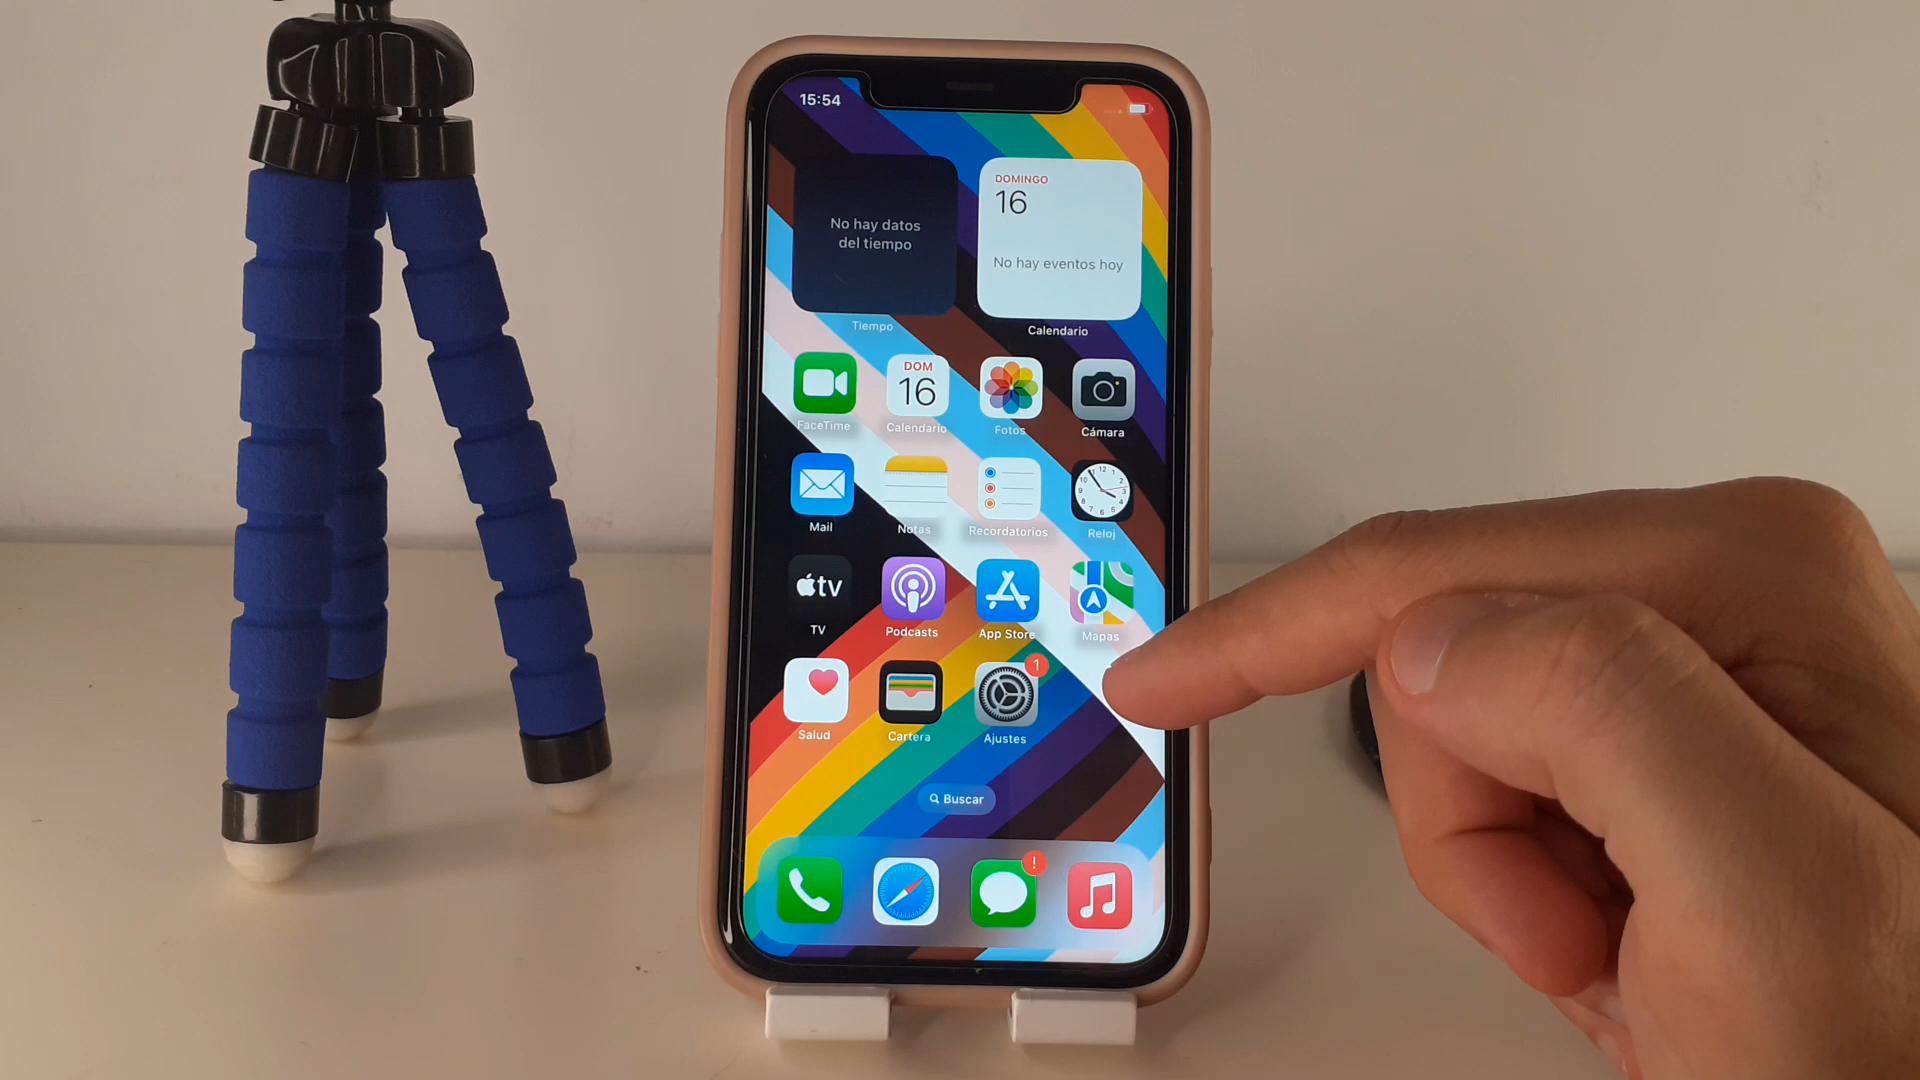 15:54
No hay datos
del tiempo
Tiempo
DOMINGO
16
No hay eventos hoy
Calendario
FaceTime
DOM
16
Calendario
Fotos
Cámara
Mail
Notas
Recordatorios
Reloj
tv
TV
Podcasts
App Store
Mapas
Salud
Cartera
1
Ajustes
Buscar
!